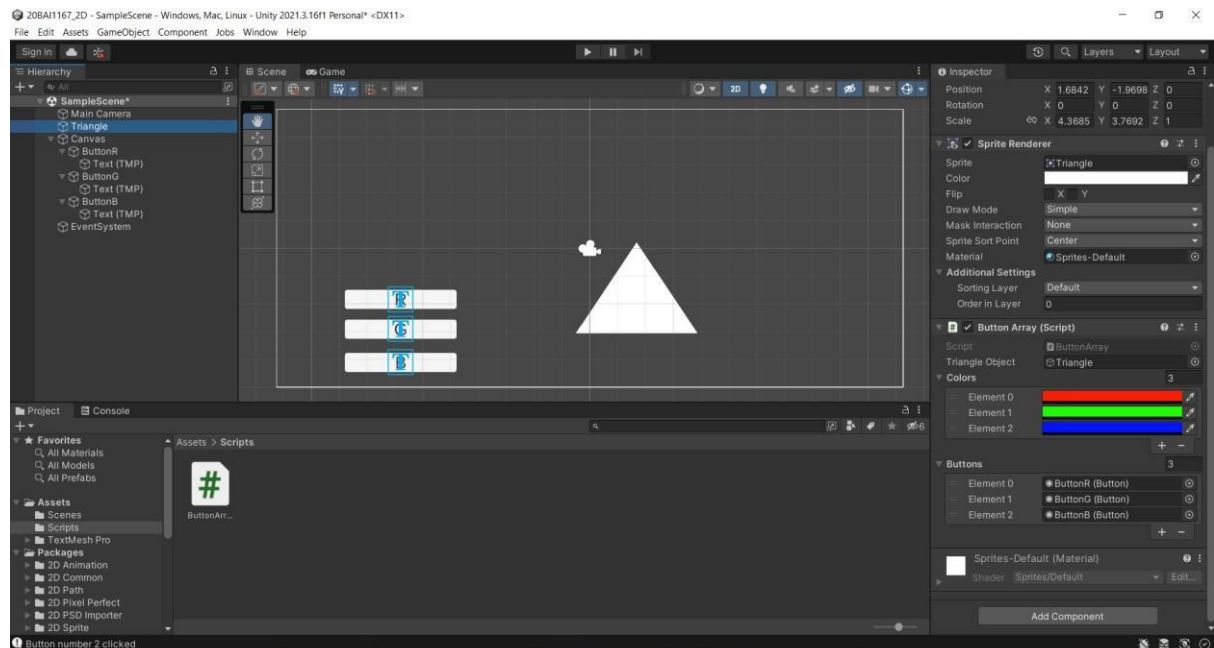 20BAI1167_2D - SampleScene - Windows, Mac, Linux - Unity 2021.3.16f1 Personal* <DX11>
File Edit Assets GameObject Component Jobs Window Help
Sign in
Layers
Layout
Hierarchy
All
SampleScene*
Main Camera
Triangle
Canvas
ButtonR
Text (TMP)
ButtonG
Text (TMP)
ButtonB
Text (TMP)
EventSystem
Scene Game
2D
R
G
B
Inspector
Position X 1.6842 Y -1.9698 Z 0
Rotation X 0 Y 0 Z 0
Scale X 4.3685 Y 3.7692 Z 1
Sprite Renderer
Sprite Triangle
Color
Flip X Y
Draw Mode Simple
Mask Interaction None
Sprite Sort Point Center
Material Sprites-Default
Additional Settings
Sorting Layer Default
Order in Layer 0
# Button Array (Script)
Script ButtonArray
Triangle Object Triangle
Colors 3
Element 0
Element 1
Element 2
+ -
Buttons 3
Element 0 ButtonR (Button)
Element 1 ButtonG (Button)
Element 2 ButtonB (Button)
+ -
Sprites-Default (Material)
Shader Sprites/Default Edit...
Add Component
Project Console
6
Favorites
All Materials
All Models
All Prefabs
Assets
Scenes
Scripts
TextMesh Pro
Packages
2D Animation
2D Common
2D Path
2D Pixel Perfect
2D PSD Importer
2D Sprite
Assets > Scripts
#
ButtonArr...
Button number 2 clicked